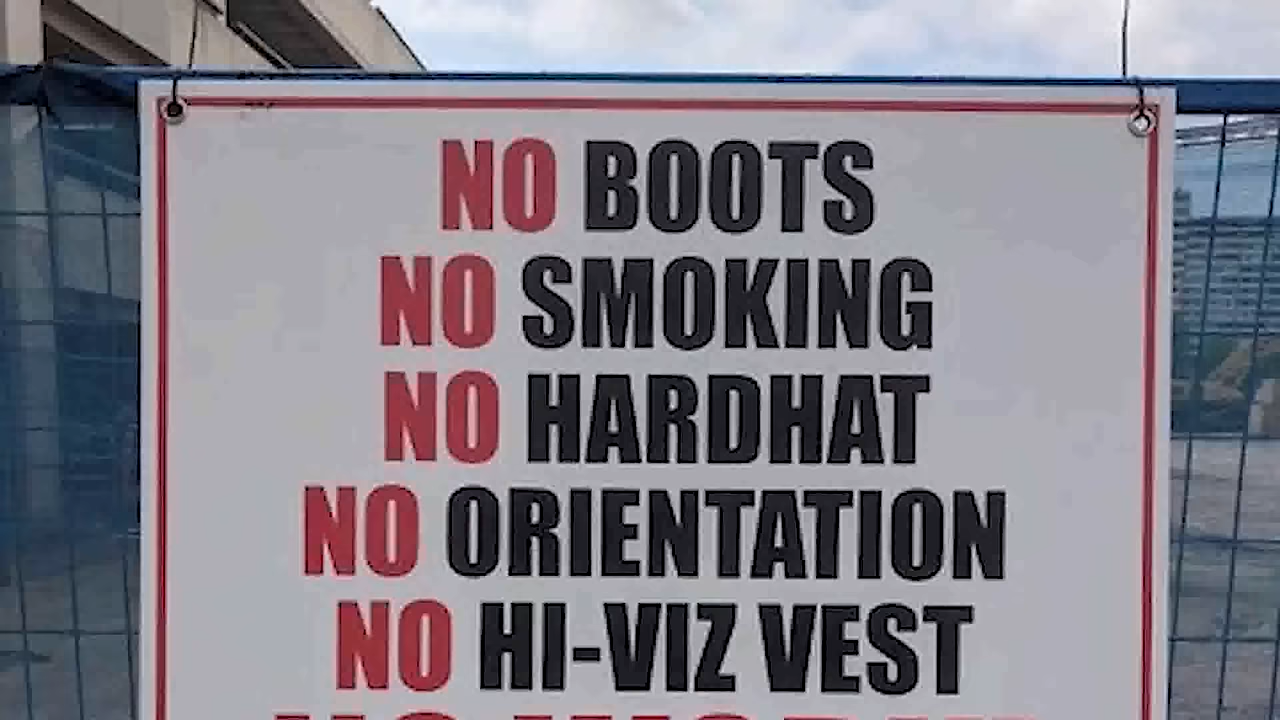 NO BOOTS
NO SMOKING
NO HARDHAT
NO ORIENTATION
NO HI-VIZ VEST